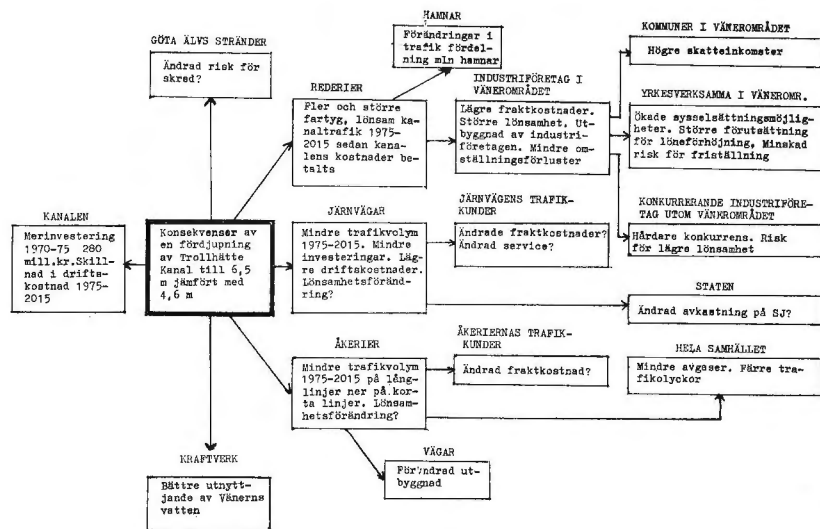 HAMNAR
Förändringar i
trafik fördel-
ning mln hamnar
GÖTA ÄLVS STRÄNDER
Ändrad risk för
skred?
REDERIER
Fler och större
fartyg, lönsam ka-
naltrafik 1975-
2015 sedan kana-
lens kostnader be-
talts
INDUSTRIFÖRETAG I
VÄNEROMRÅDET
Lägre fraktkostnader.
Större lönsamhet. Ut-
byggnad av industri-
företagen. Mindre om-
ställningsförluster
KOMMUNER I VÄNEROMRÅDET
Högre skatteinkomster
YRKESVERKSAMMA I VÄNEROMR.
Ökade sysselsättningsmöjlig-
heter. Större förutsättning
för löneförhöjning, Minskad
risk för friställning
KONKURRERANDE INDUSTRIFÖRE-
TAG UTOM VÄNEROMRÅDET
Hårdare konkurrens. Risk
för lägre lönsamhet
KANALEN
Merinvestering
1970-75 280
mill.kr.Skill-
nad i drifts-
kostnad 1975-
2015
Konsekvenser av
en fördjupning
av Trollhätte
Kanal till 6,5
m jämfört med
4,6 m
JÄRNVÄGAR
Mindre trafikvolym
1975-2015. Mindre
investeringar. Läg-
re driftskostnader.
Lönsamhetsföränd-
ring?
JÄRNVÄGENS TRAFIK-
KUNDER
Ändrade fraktkostnader?
Ändrad service?
STATEN
Ändrad avkastning på SJ?
ÅKERIER
Mindre trafikvolym
1975-2015 på lång-
linjer ner på.kor-
ta linjer. Lönsam-
hetsförändring?
ÅKERIERNAS TRAFIK-
KUNDER
Ändrad fraktkostnad?
HELA SAMHÄLLET
Mindre avgaser. Färre tra-
fikolyckor
VÄGAR
Förändrad ut-
byggnad
KRAFTVERK
Bättre utnytt-
jande av Vänerns
vatten